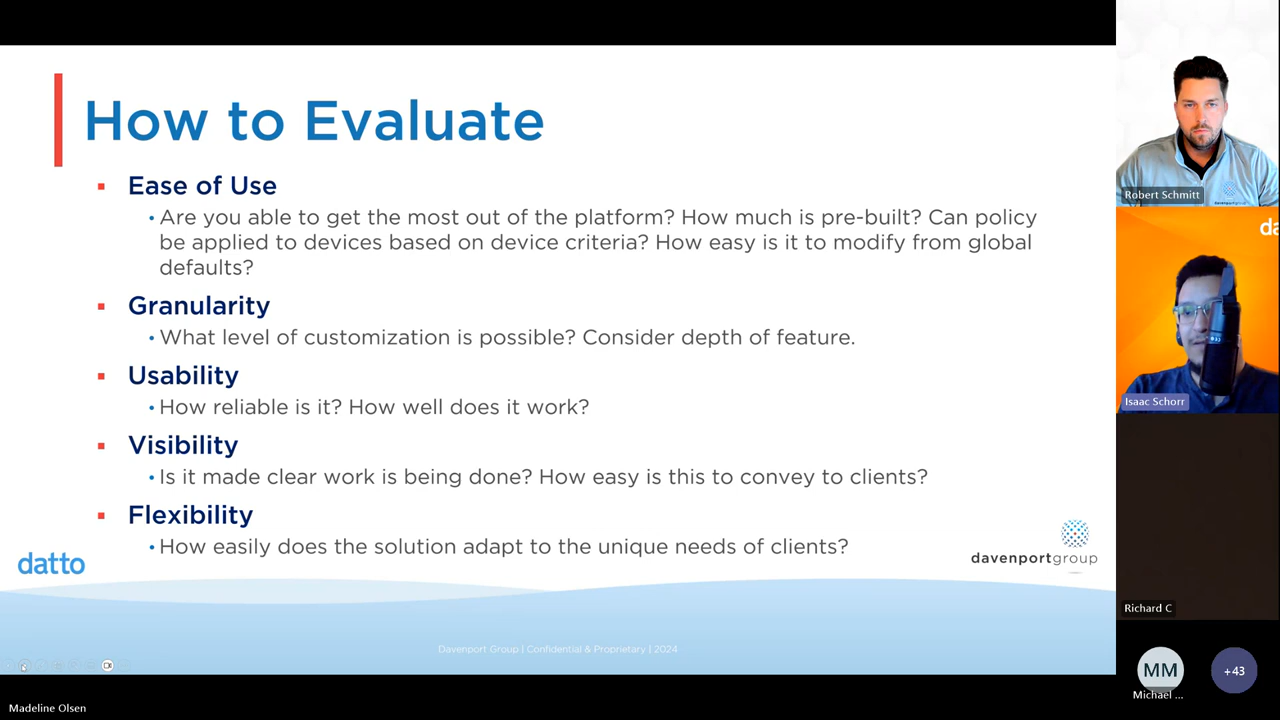 How to Evaluate
▪ Ease of Use
• Are you able to get the most out of the platform? How much is pre-built? Can policy
be applied to devices based on device criteria? How easy is it to modify from global
defaults?
▪ Granularity
• What level of customization is possible? Consider depth of feature.
▪ Usability
• How reliable is it? How well does it work?
▪ Visibility
• Is it made clear work is being done? How easy is this to convey to clients?
▪ Flexibility
• How easily does the solution adapt to the unique needs of clients?
datto
davenportgroup
Davenport Group | Confidential & Proprietary | 2024
Madeline Olsen
davenportgroup
Robert Schmitt
da
Isaac Schorr
Richard C
MM
Michael ...
+43